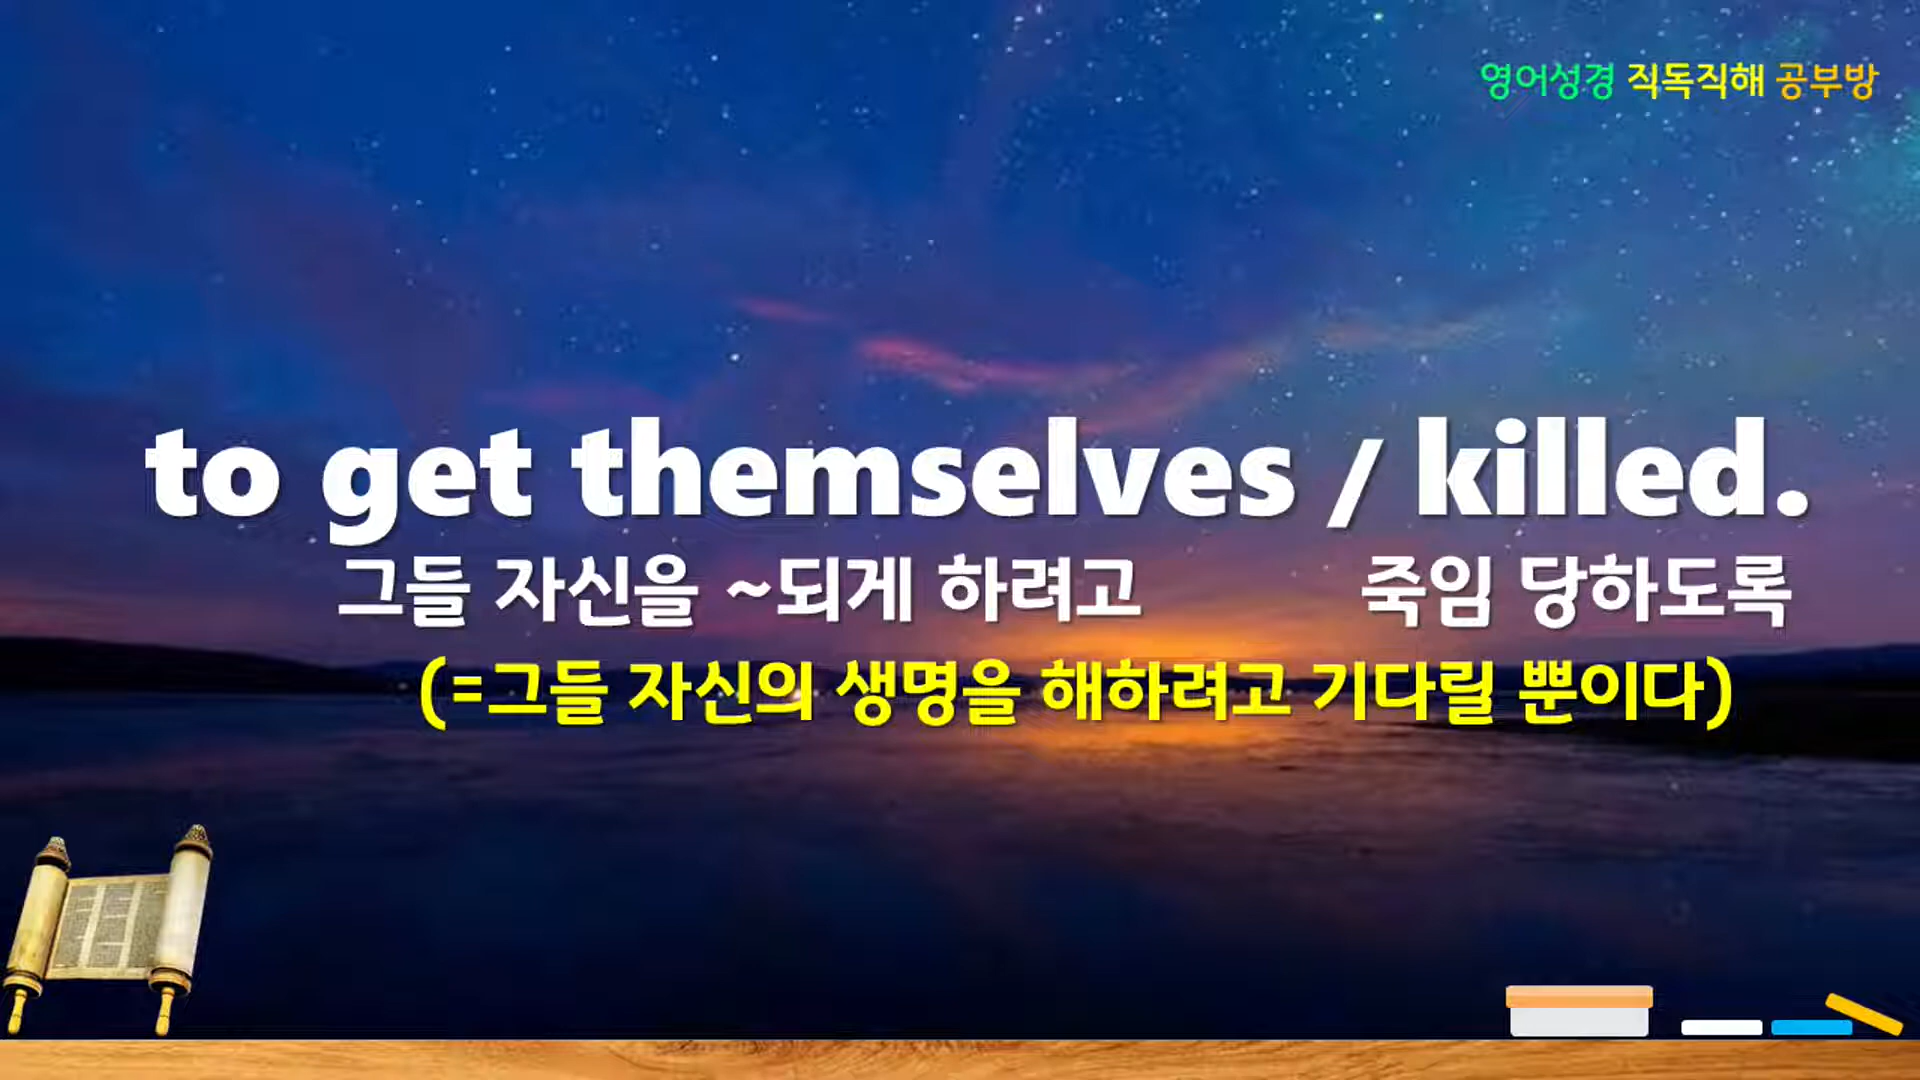 영어성경 직독직해 공부방
to get themselves / killed.
그들 자신을 ~되게 하려고 죽임 당하도록
(=그들 자신의 생명을 해하려고 기다릴 뿐이다)